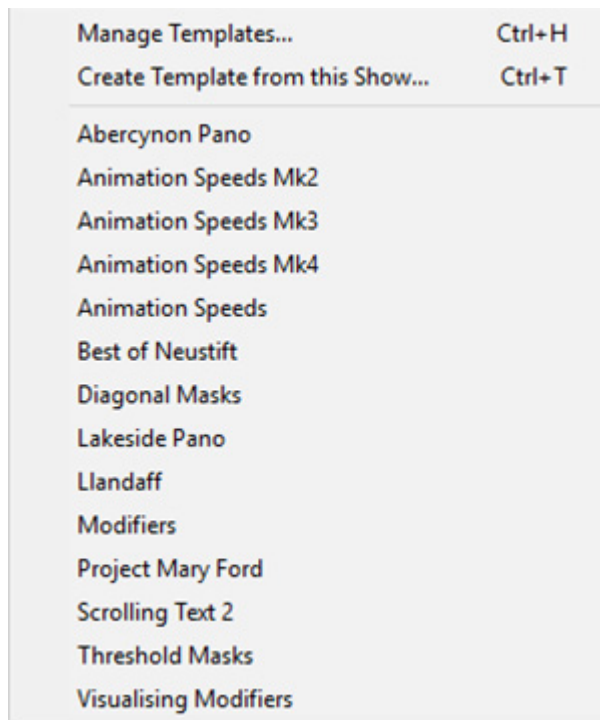 Manage Templates... Ctrl+H
Create Template from this Show... Ctrl+T
Abercynon Pano
Animation Speeds Mk2
Animation Speeds Mk3
Animation Speeds Mk4
Animation Speeds
Best of Neustift
Diagonal Masks
Lakeside Pano
Llandaff
Modifiers
Project Mary Ford
Scrolling Text 2
Threshold Masks
Visualising Modifiers